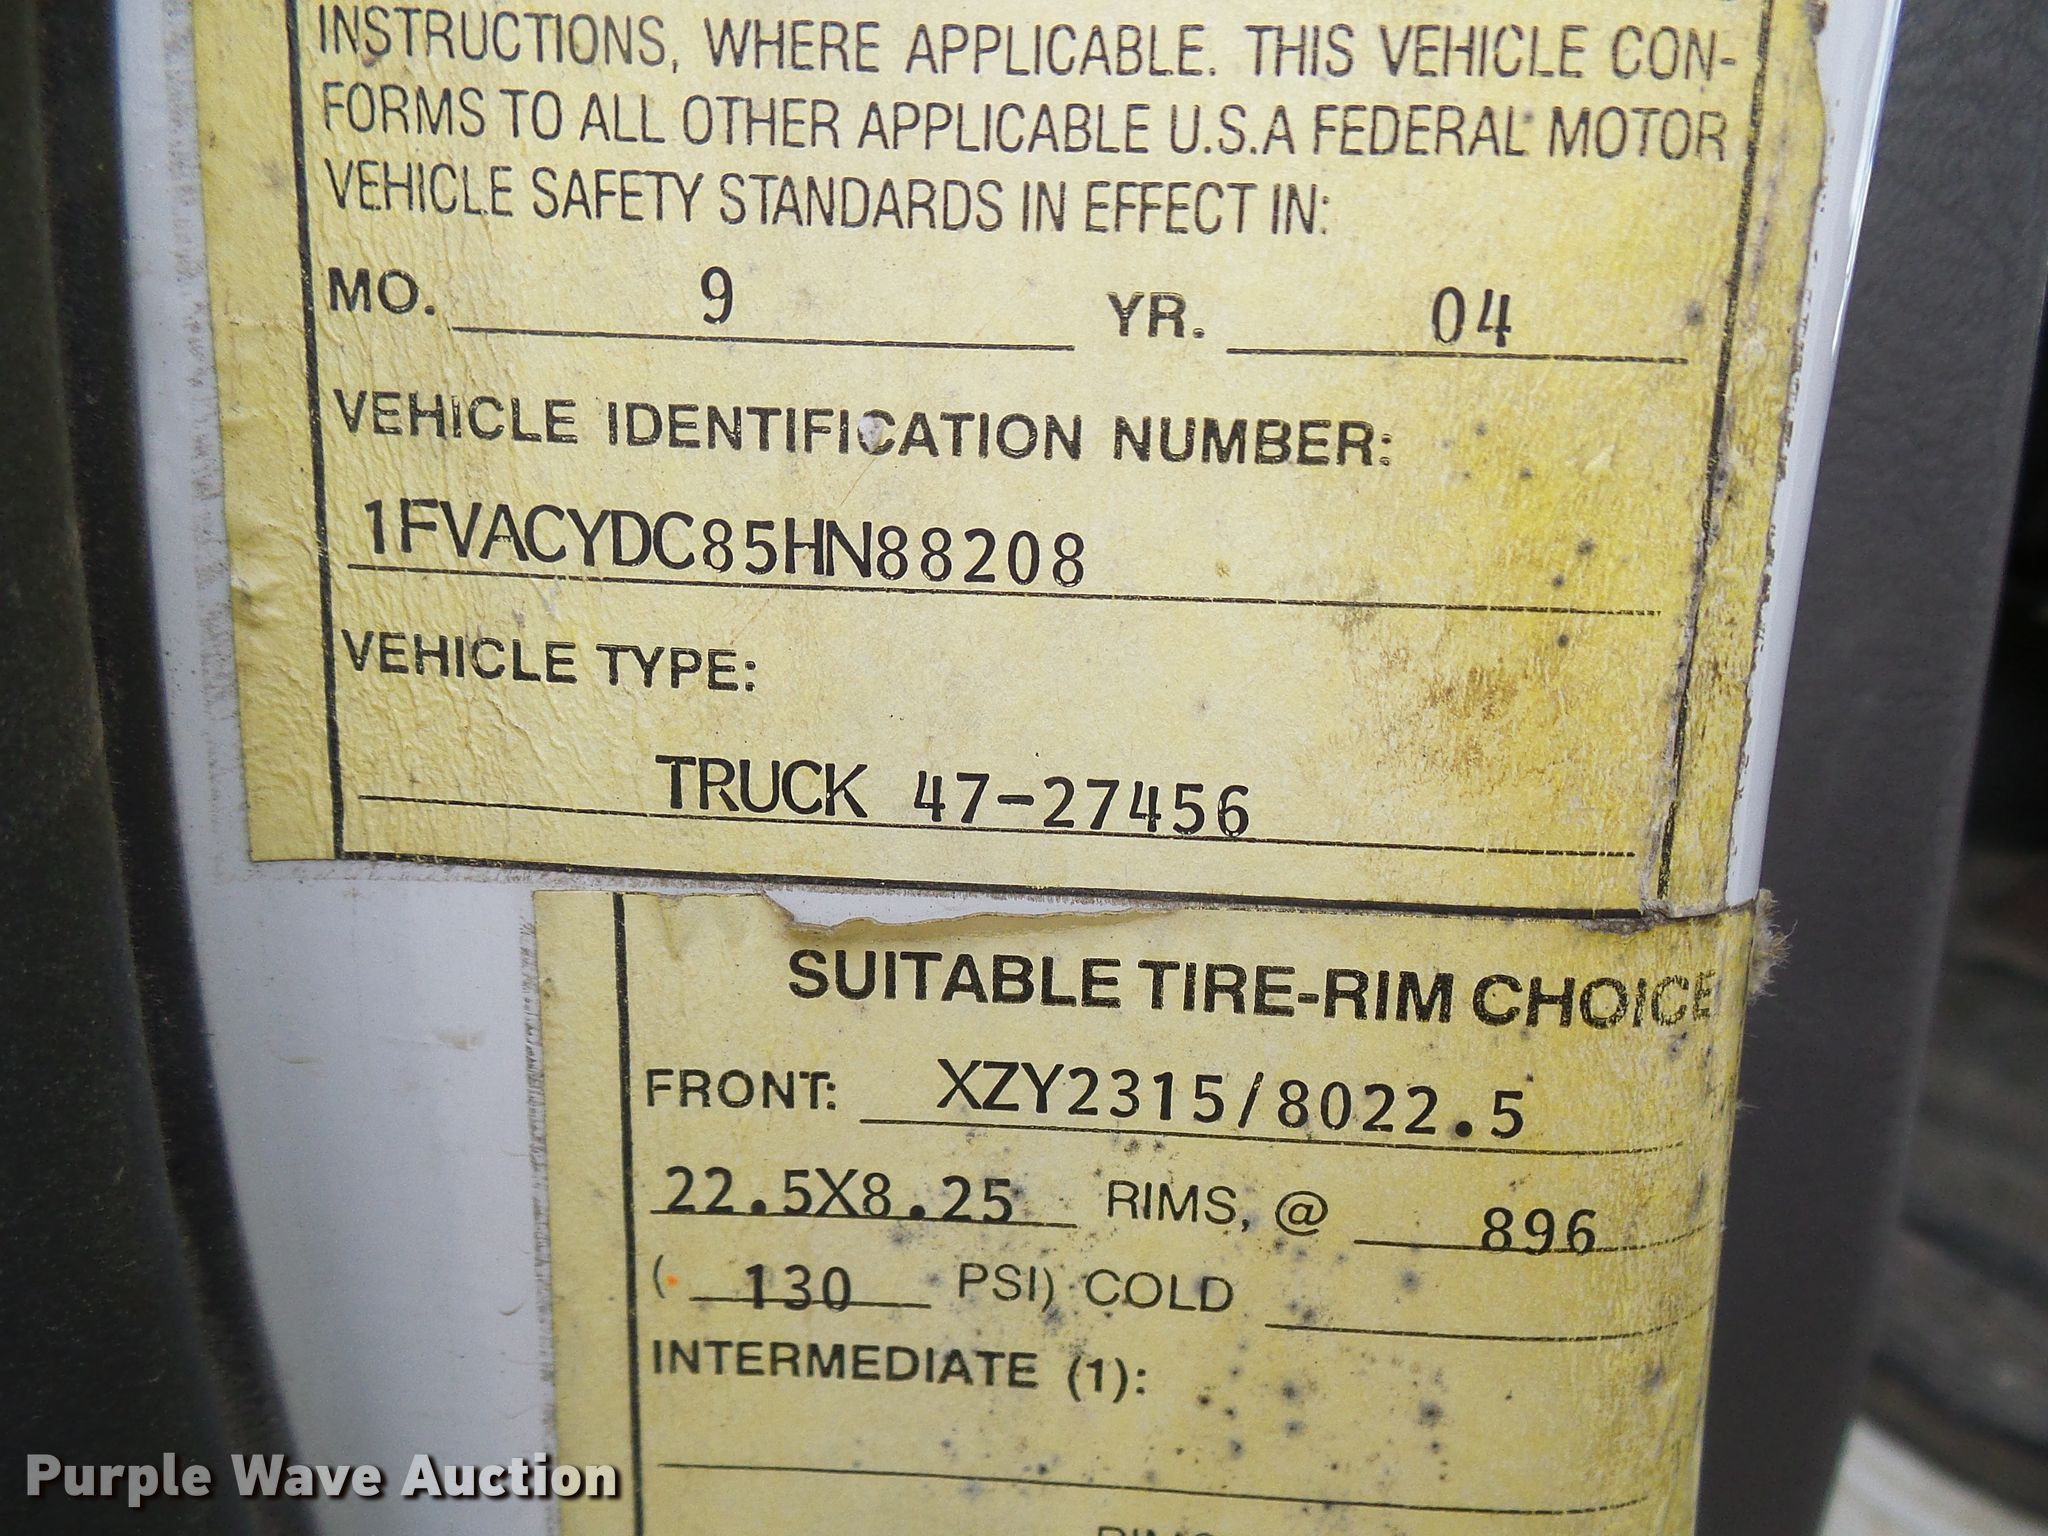 INSTRUCTIONS, WHERE APPLICABLE. THIS VEHICLE CON-
FORMS TO ALL OTHER APPLICABLE U.S.A FEDERAL MOTOR
VEHICLE SAFETY STANDARDS IN EFFECT IN:
MO. 9 YR. 04
VEHICLE IDENTIFICATION NUMBER:
1FVACYDC85HN88208
VEHICLE TYPE:
TRUCK 47-27456
SUITABLE TIRE-RIM CHOICE
FRONT: XZY2315/8022.5
22.5X8.25 RIMS, @ 896
( 130 PSI) COLD
INTERMEDIATE (1):
Purple Wave Auction